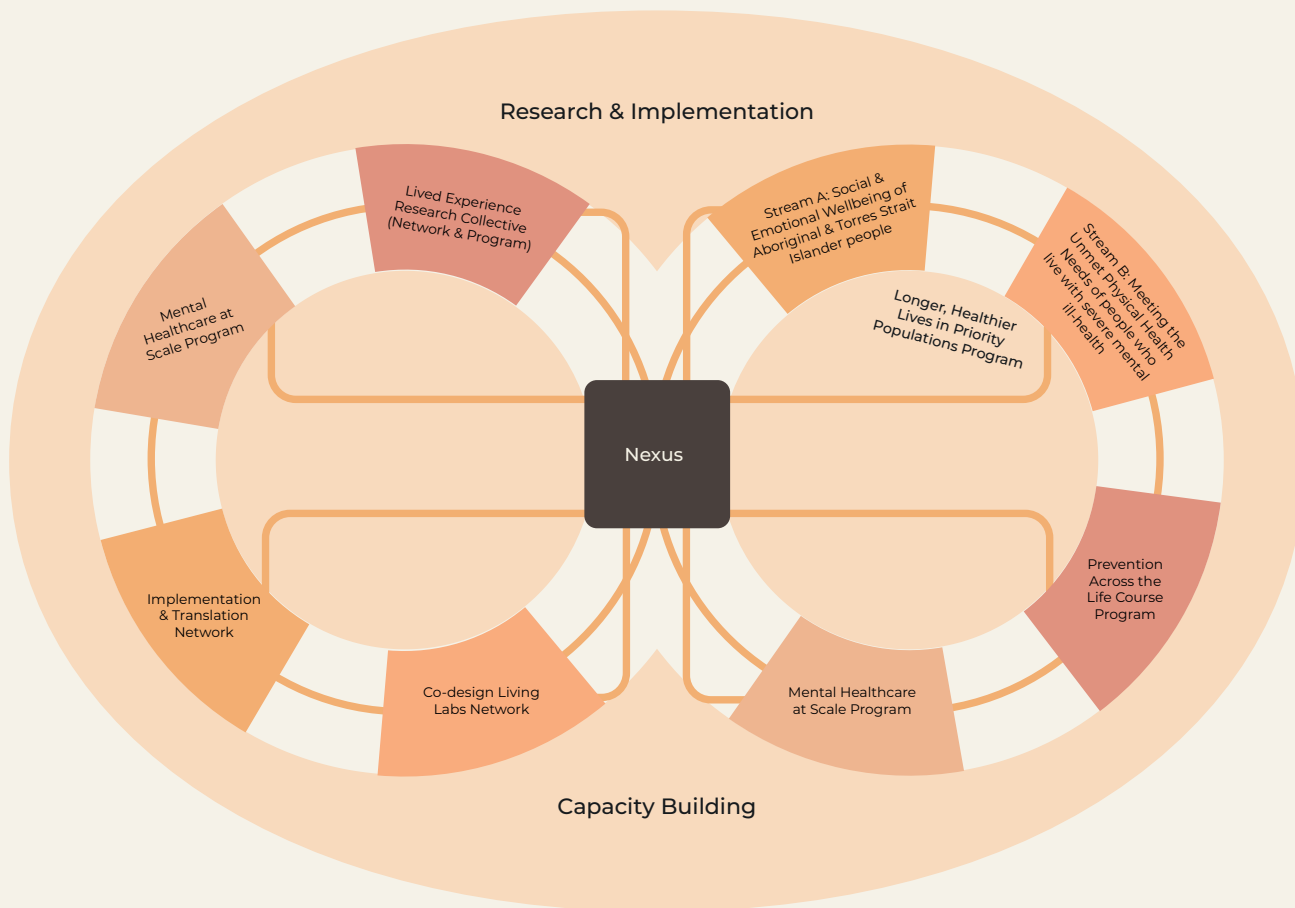 Research & Implementation
Lived Experience
Research Collective
(Network & Program)
Stream A: Social &
Emotional Wellbeing of
Aboriginal & Torres Strait
Islander people
Stream B: Meeting the
Unmet Physical Health
Needs of people who
live with severe mental
ill-health
Longer, Healthier
Lives in Priority
Populations Program
Mental
Healthcare at
Scale Program
Nexus
Implementation
& Translation
Network
Prevention
Across the
Life Course
Program
Co-design Living
Labs Network
Mental Healthcare
at Scale Program
Capacity Building